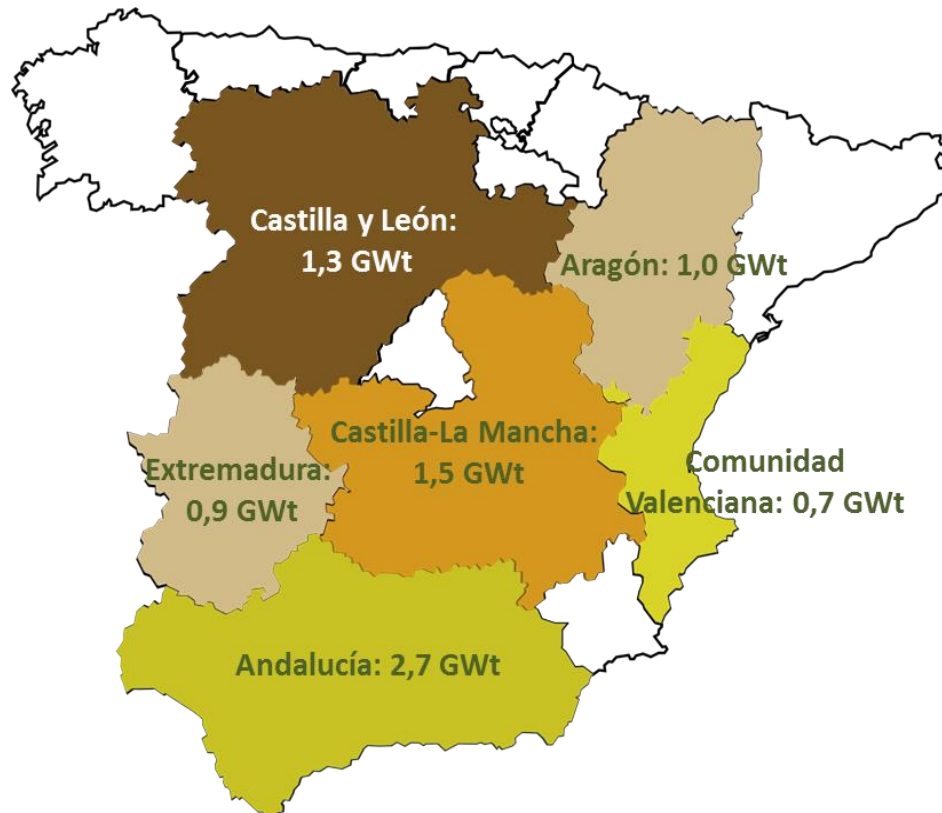 Castilla y León:
1,3 GWt
Aragón: 1,0 GWt
Castilla-La Mancha:
1,5 GWt
Extremadura:
0,9 GWt
Comunidad
Valenciana: 0,7 GWt
Andalucía: 2,7 GWt